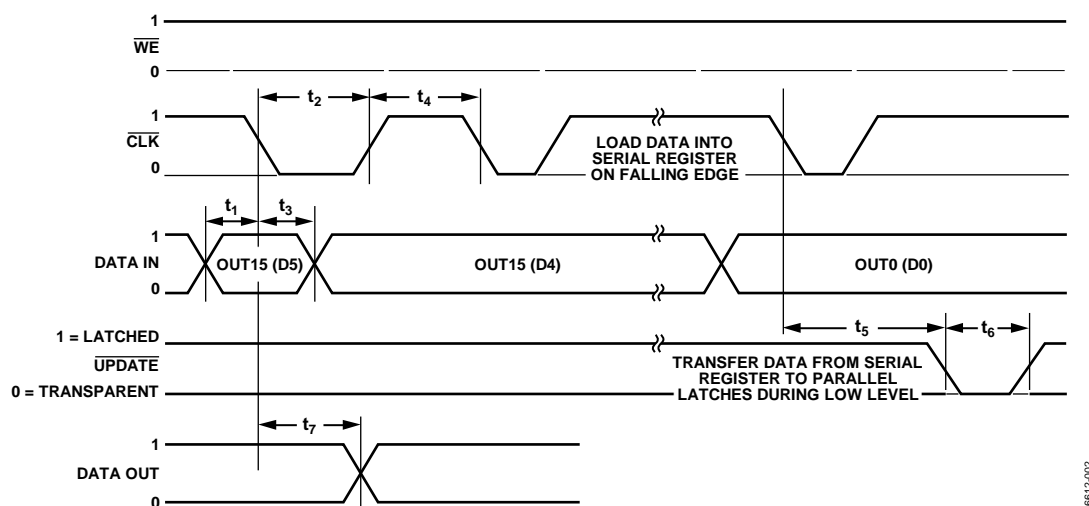 1
WE
0
t2
t4
1
CLK
0
LOAD DATA INTO
SERIAL REGISTER
ON FALLING EDGE
t1
t3
1
DATA IN
0
OUT15 (D5)
OUT15 (D4)
OUT0 (D0)
t5
t6
1 = LATCHED
UPDATE
0 = TRANSPARENT
TRANSFER DATA FROM SERIAL
REGISTER TO PARALLEL
LATCHES DURING LOW LEVEL
t7
1
DATA OUT
0